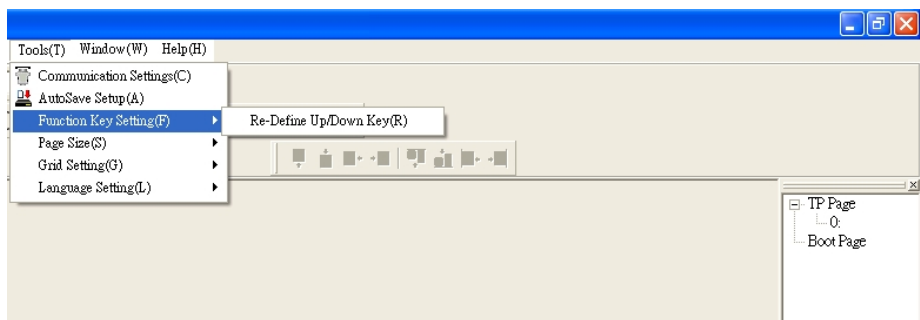 Tools(T) Window(W) Help(H)
Communication Settings(C)
AutoSave Setup(A)
Function Key Setting(F)
Re-Define Up/Down Key(R)
Page Size(S)
Grid Setting(G)
Language Setting(L)
TP Page
0:
Boot Page